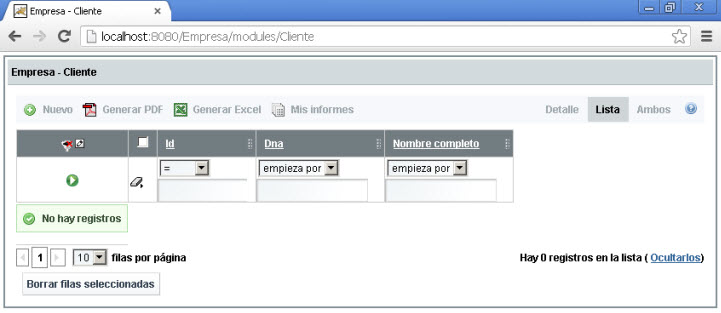 Empresa - Cliente
localhost:8080/Empresa/modules/Cliente
Empresa - Cliente
Nuevo Generar PDF Generar Excel Mis informes Detalle Lista Ambos
Id Dna Nombre completo
= empieza por empieza por
No hay registros
1 10 filas por página Hay 0 registros en la lista ( Ocultarlos)
Borrar filas seleccionadas